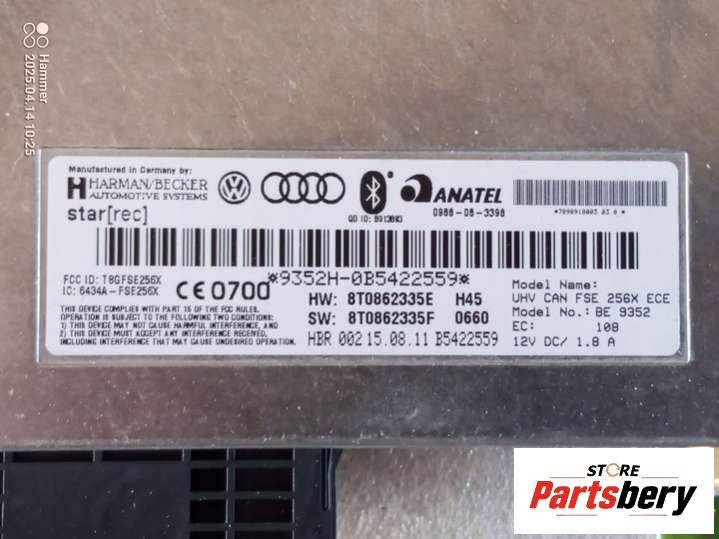 Hammer
2025.04.14 10:25
Manufactured in Germany by:
HARMAN/BECKER
AUTOMOTIVE SYSTEMS
star[rec]
QD ID: B913893
ANATEL
0986-08-3398
*9352H-0B5422559*
FCC ID: T8GFSE256X
IC: 6434A-FSE256X
CE0700
HW: 8T0862335E H45
SW: 8T0862335F 0660
HBR 002 15.08.11 B5422559
THIS DEVICE COMPLIES WITH PART 15 OF THE FCC RULES.
OPERATION IS SUBJECT TO THE FOLLOWING TWO CONDITIONS:
1) THIS DEVICE MAY NOT CAUSE HARMFUL INTERFERENCE, AND
2) THIS DEVICE MUST ACCEPT ANY INTERFERENCE RECEIVED,
INCLUDING INTERFERENCE THAT MAY CAUSE UNDESIRED OPERATION.
Model Name:
UHV CAN FSE 256X ECE
Model No.: BE 9352
EC: 108
12V DC/ 1.8 A
STORE
Partsbery